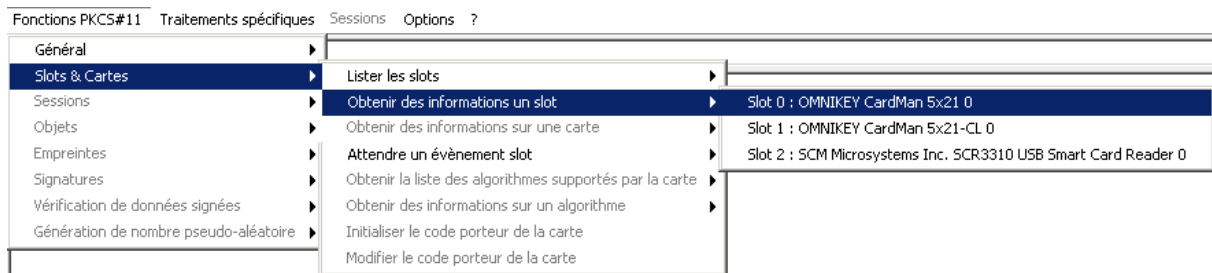 Fonctions PKCS#11 Traitements spécifiques Sessions Options ?
Général
Slots & Cartes
Sessions
Objets
Empreintes
Signatures
Vérification de données signées
Génération de nombre pseudo-aléatoire
Lister les slots
Obtenir des informations un slot
Obtenir des informations sur une carte
Attendre un évènement slot
Obtenir la liste des algorithmes supportés par la carte
Obtenir des informations sur un algorithme
Initialiser le code porteur de la carte
Modifier le code porteur de la carte
Slot 0 : OMNIKEY CardMan 5x21 0
Slot 1 : OMNIKEY CardMan 5x21-CL 0
Slot 2 : SCM Microsystems Inc. SCR3310 USB Smart Card Reader 0